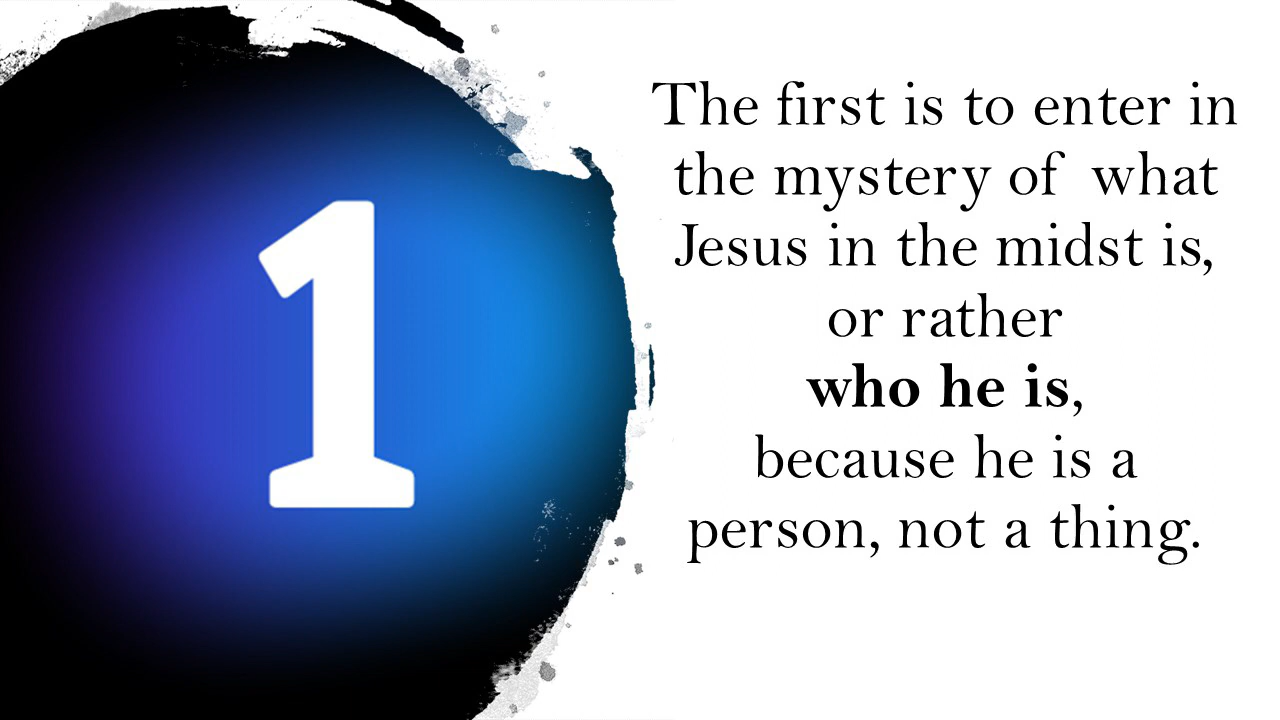 1
The first is to enter in
the mystery of  what
Jesus in the midst is,
or rather
who he is,
because he is a
person, not a thing.